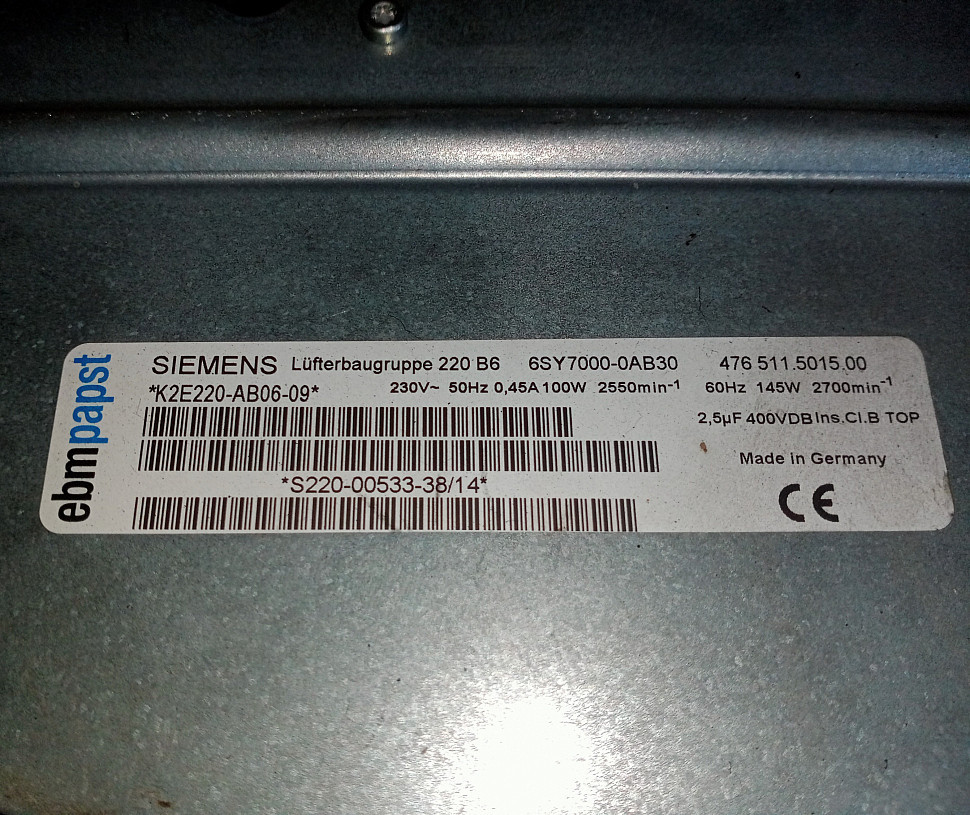 ebmpapst
SIEMENS Lüfterbaugruppe 220 B6 6SY7000-0AB30 476 511.5015.00
*K2E220-AB06-09* 230V~ 50Hz 0,45A 100W 2550min-1 60Hz 145W 2700min-1
2,5µF 400VDB Ins.Cl.B TOP
Made in Germany
*S220-00533-38/14*
CE